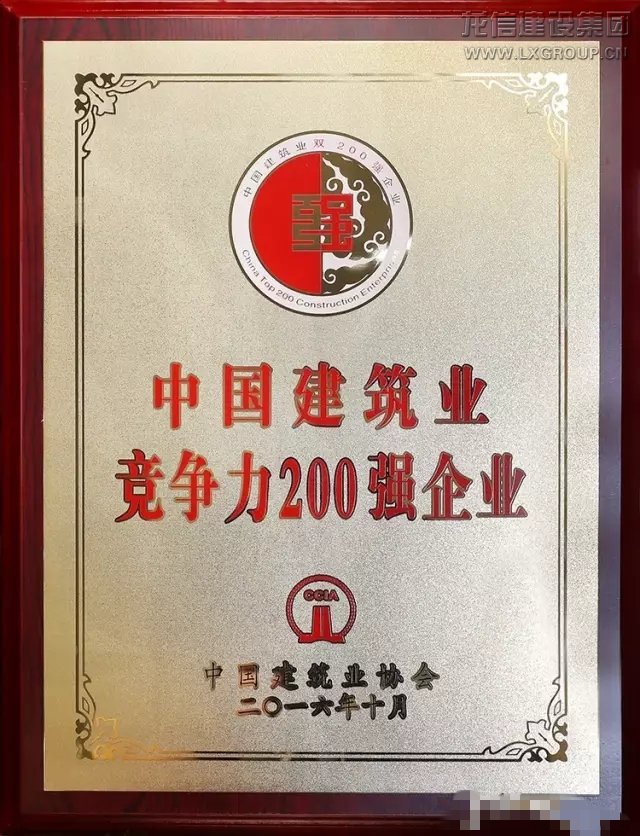 龙信建设集团
WWW.LXGROUP.CN
中国建筑业双200强企业
强
China Top 200 Construction Enterprise
中国建筑业
竞争力200强企业
CCIA
中国建筑业协会
二〇一六年十月